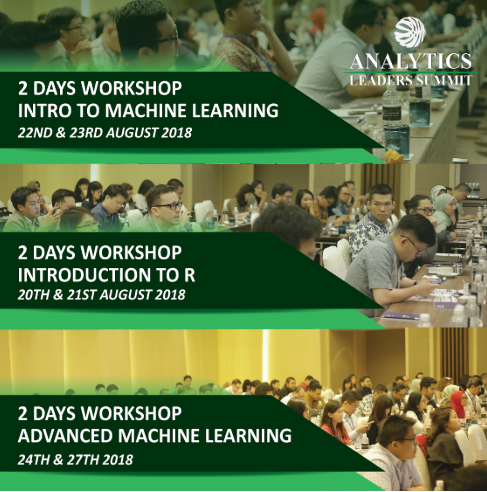 ANALYTICS
LEADERS SUMMIT
2 DAYS WORKSHOP
INTRO TO MACHINE LEARNING
22ND & 23RD AUGUST 2018
2 DAYS WORKSHOP
INTRODUCTION TO R
20TH & 21ST AUGUST 2018
2 DAYS WORKSHOP
ADVANCED MACHINE LEARNING
24TH & 27TH 2018